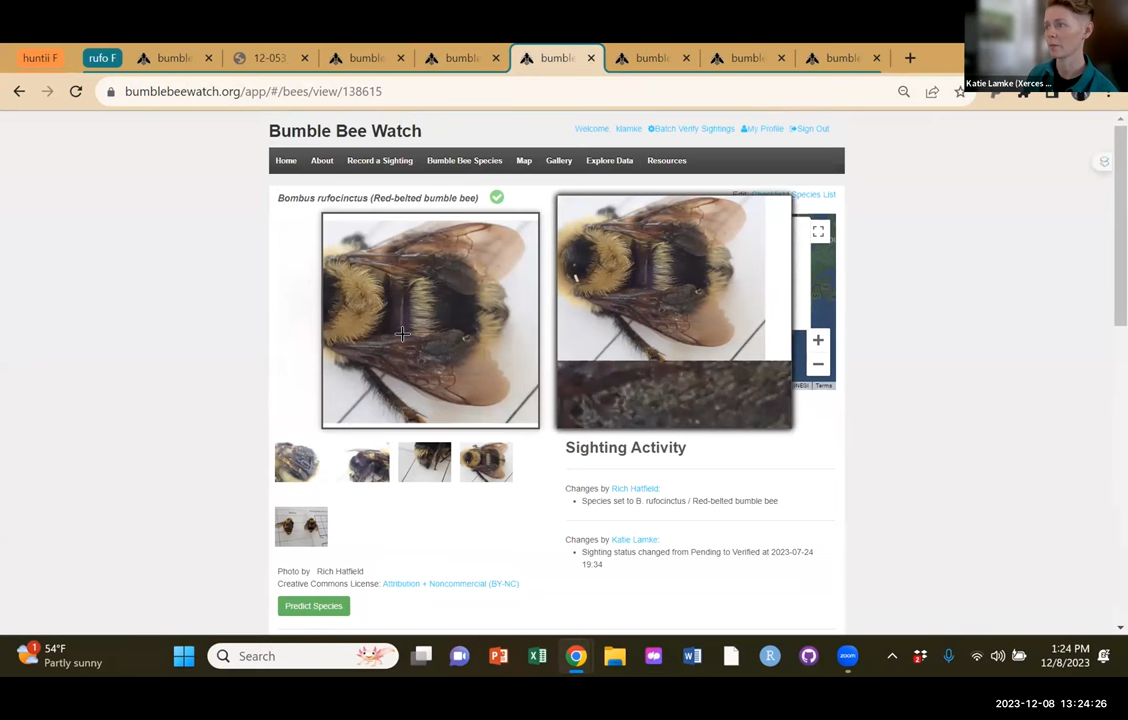 huntii F
rufo F
bumble
12-053
bumble
bumble
bumble
bumble
bumble
bumble
Katie Lamke (Xerces ...
bumblebeewatch.org/app/#/bees/view/138615
Bumble Bee Watch
Welcome, klamke
Batch Verify Sightings
My Profile
Sign Out
Home
About
Record a Sighting
Bumble Bee Species
Map
Gallery
Explore Data
Resources
Bombus rufocinctus (Red-belted bumble bee)
Species List
Terms
Sighting Activity
Changes by Rich Hatfield:
• Species set to B. rufocinctus / Red-belted bumble bee
Changes by Katie Lamke:
• Sighting status changed from Pending to Verified at 2023-07-24
19:34
Photo by Rich Hatfield
Creative Commons License: Attribution + Noncommercial (BY-NC)
Predict Species
1
54°F
Partly sunny
Search
zoom
1:24 PM
12/8/2023
2023-12-08 13:24:26